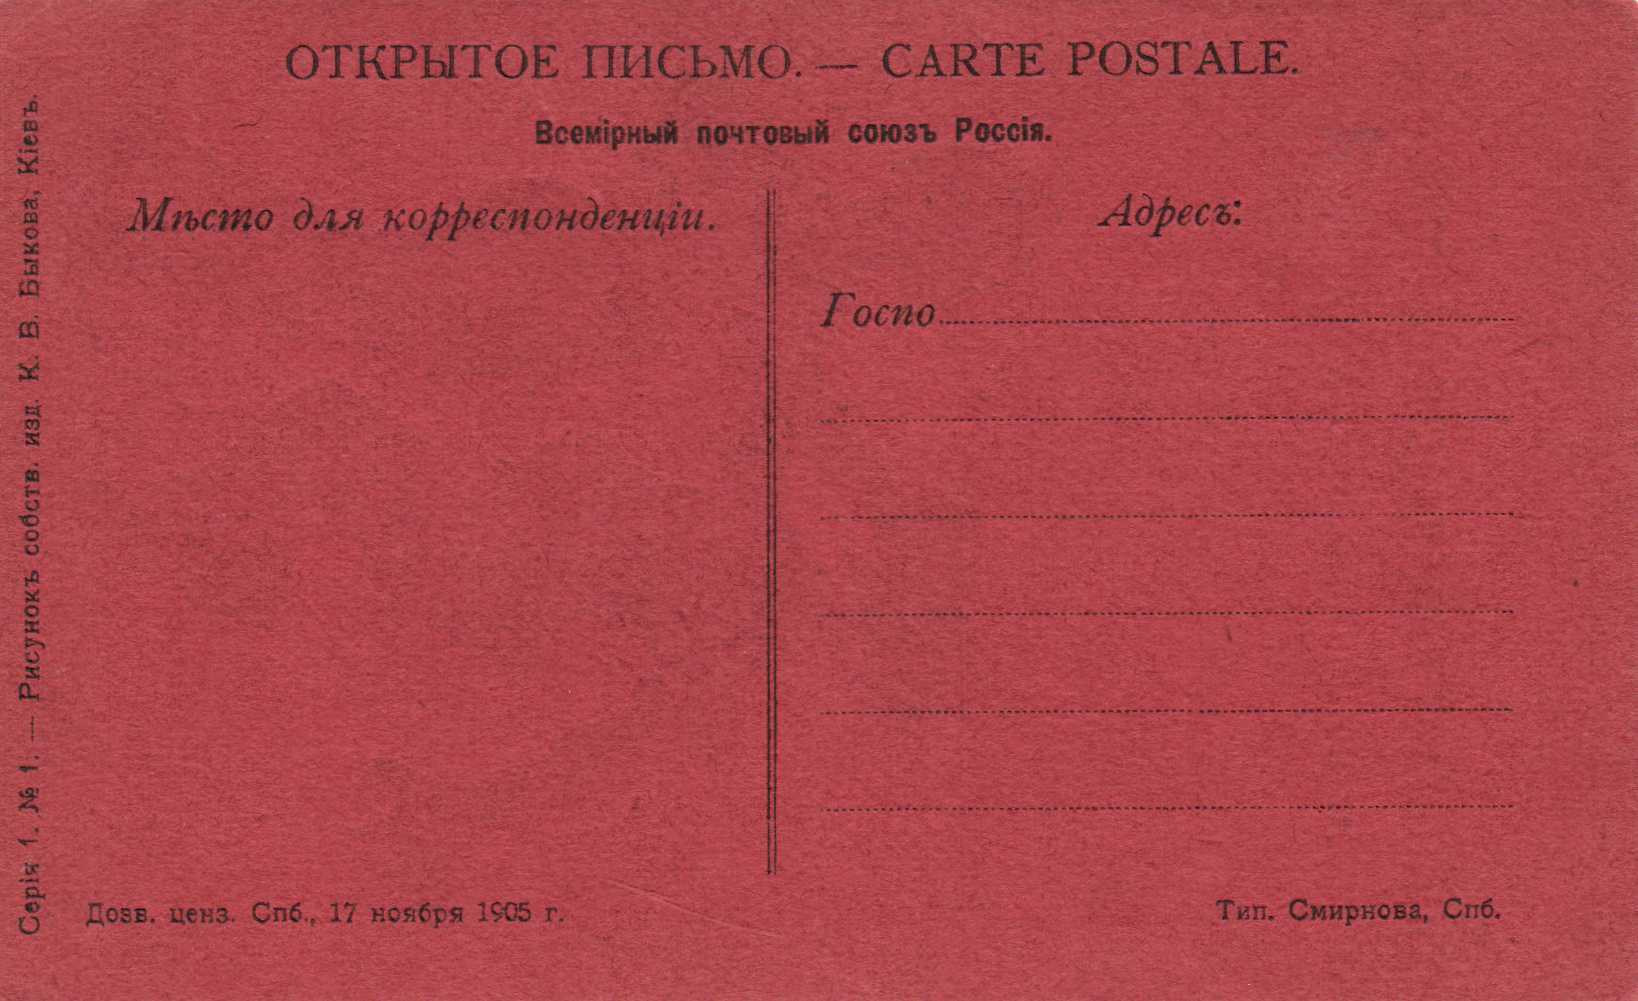 ОТКРЫТОЕ ПИСЬМО. — CARTE POSTALE.
Всемірный почтовый союзъ Россія.
Мѣсто для корреспонденціи.
Адресъ:
Госпо
Серія 1. № 1. — Рисунокъ собств. изд. К. В. Быкова, Кіевъ.
Дозв. ценз. Спб., 17 ноября 1905 г.
Тип. Смирнова, Спб.